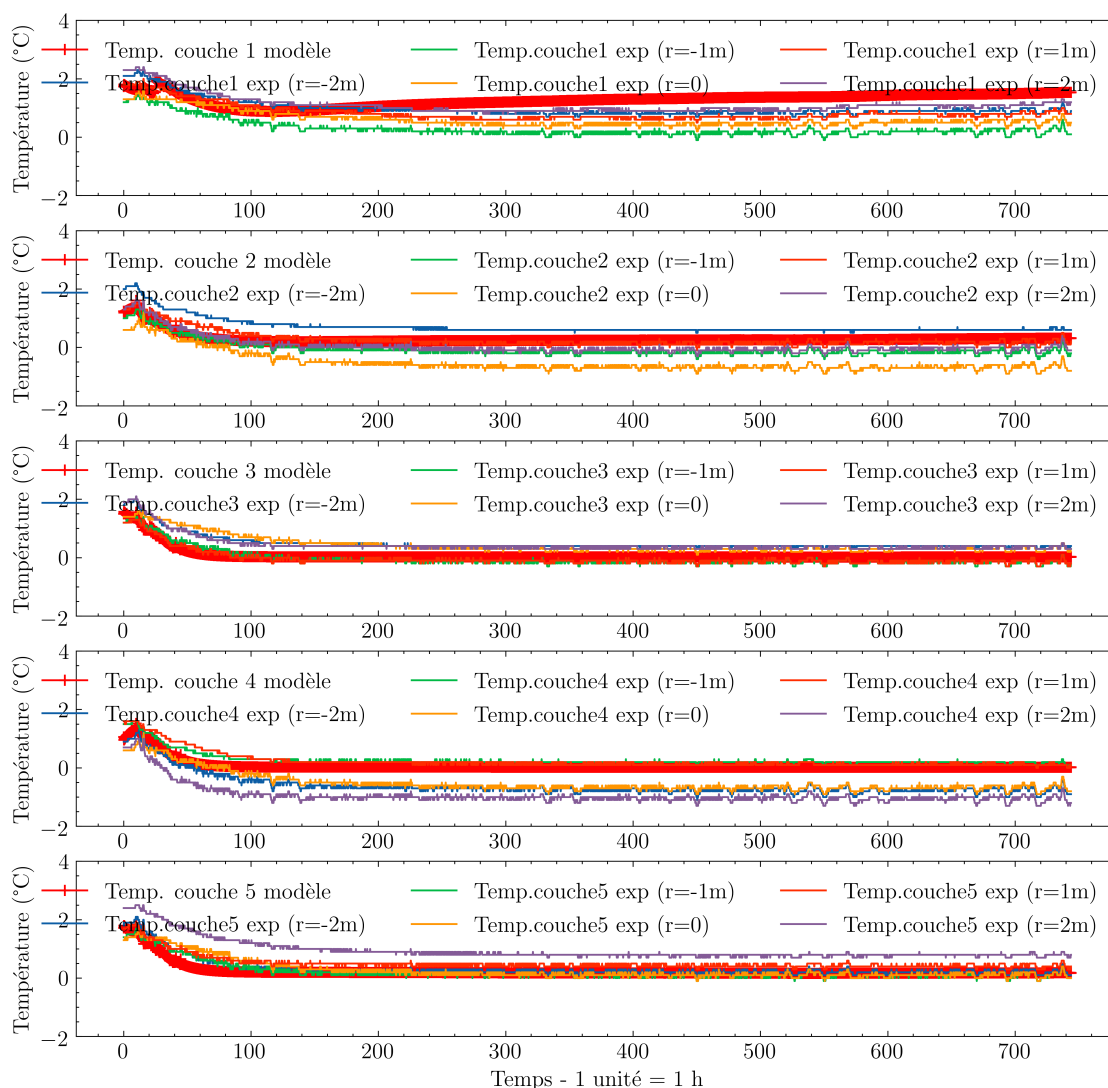 4
2
0
−2
Température (°C)
Temp. couche 1 modèle
Temp.couche1 exp (r=-2m)
Temp.couche1 exp (r=-1m)
Temp.couche1 exp (r=0)
Temp.couche1 exp (r=1m)
Temp.couche1 exp (r=2m)
0 100 200 300 400 500 600 700
4
2
0
−2
Température (°C)
Temp. couche 2 modèle
Temp.couche2 exp (r=-2m)
Temp.couche2 exp (r=-1m)
Temp.couche2 exp (r=0)
Temp.couche2 exp (r=1m)
Temp.couche2 exp (r=2m)
0 100 200 300 400 500 600 700
4
2
0
−2
Température (°C)
Temp. couche 3 modèle
Temp.couche3 exp (r=-2m)
Temp.couche3 exp (r=-1m)
Temp.couche3 exp (r=0)
Temp.couche3 exp (r=1m)
Temp.couche3 exp (r=2m)
0 100 200 300 400 500 600 700
4
2
0
−2
Température (°C)
Temp. couche 4 modèle
Temp.couche4 exp (r=-2m)
Temp.couche4 exp (r=-1m)
Temp.couche4 exp (r=0)
Temp.couche4 exp (r=1m)
Temp.couche4 exp (r=2m)
0 100 200 300 400 500 600 700
4
2
0
−2
Température (°C)
Temp. couche 5 modèle
Temp.couche5 exp (r=-2m)
Temp.couche5 exp (r=-1m)
Temp.couche5 exp (r=0)
Temp.couche5 exp (r=1m)
Temp.couche5 exp (r=2m)
0 100 200 300 400 500 600 700
Temps - 1 unité = 1 h